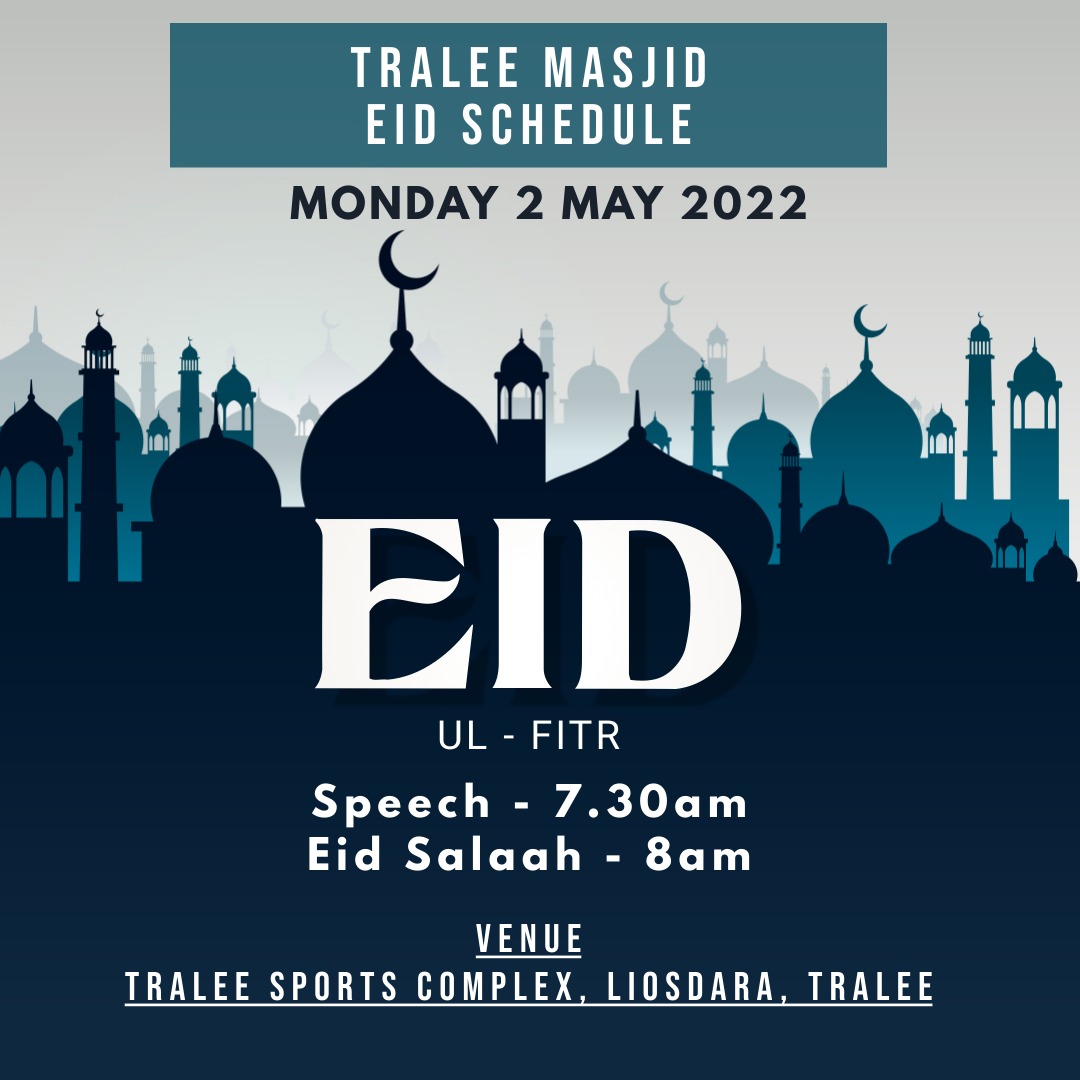 TRALEE MASJID
EID SCHEDULE
MONDAY 2 MAY 2022
EID
UL - FITR
Speech - 7.30am
Eid Salaah - 8am
VENUE
TRALEE SPORTS COMPLEX, LIOSDARA, TRALEE